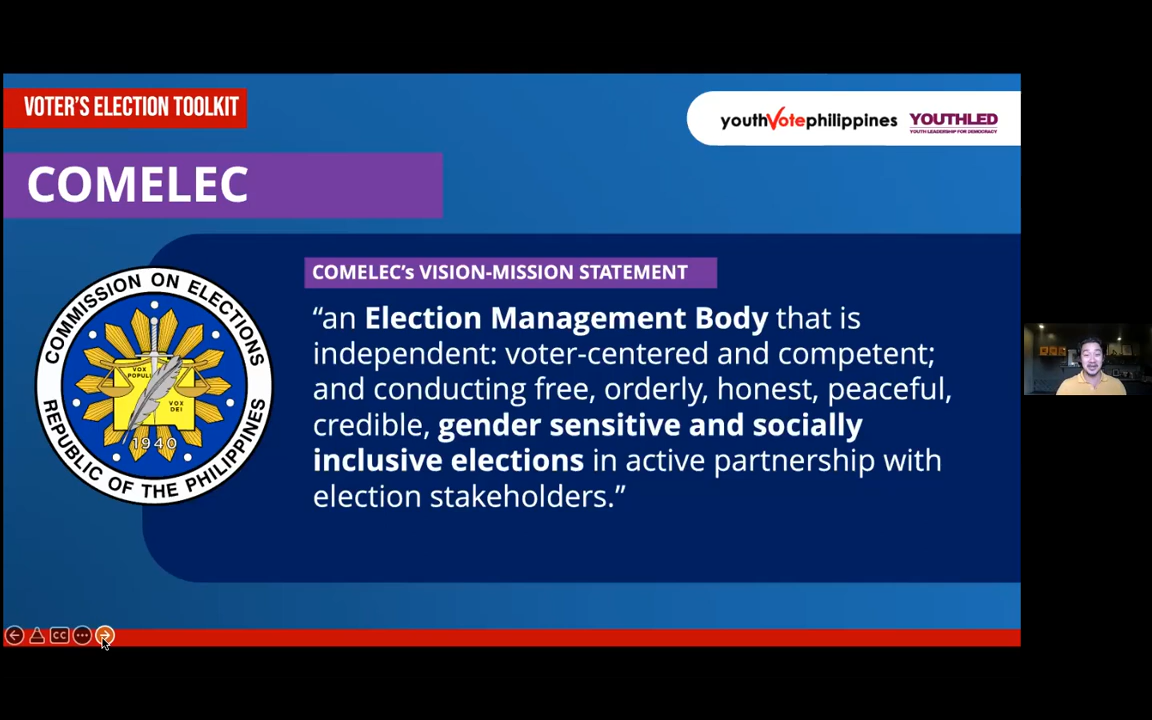 VOTER'S ELECTION TOOLKIT
youthVotephilippines
YOUTHLED
YOUTH LEADERSHIP FOR DEMOCRACY
COMELEC
COMELEC's VISION-MISSION STATEMENT
“an Election Management Body that is
independent: voter-centered and competent;
and conducting free, orderly, honest, peaceful,
credible, gender sensitive and socially
inclusive elections in active partnership with
election stakeholders.”
COMMISSION ON ELECTIONS
VOX
POPULI
VOX
DEI
1940
REPUBLIC OF THE PHILIPPINES
CC